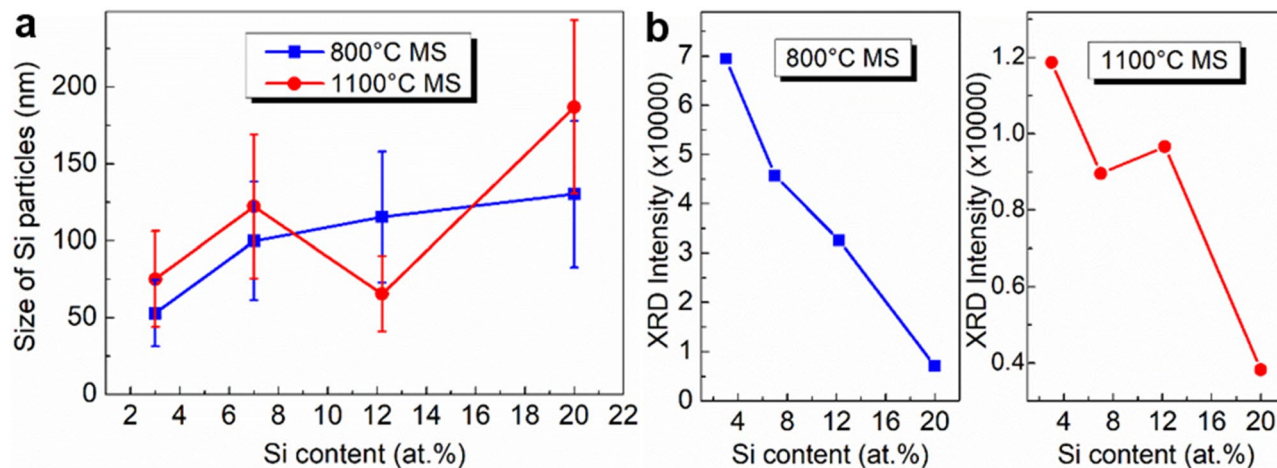 a
800°C MS
1100°C MS
Size of Si particles (nm)
200
150
100
50
0
2 4 6 8 10 12 14 16 18 20 22
Si content (at.%)
b
800°C MS
XRD Intensity (x10000)
7
6
5
4
3
2
1
0
4 8 12 16 20
Si content (at.%)
1100°C MS
XRD Intensity (x10000)
1.2
1.0
0.8
0.6
0.4
4 8 12 16 20
Si content (at.%)